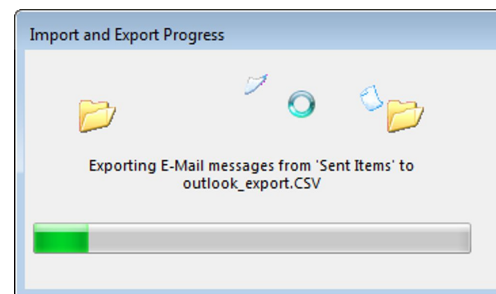 Import and Export Progress
Exporting E-Mail messages from 'Sent Items' to
outlook_export.CSV